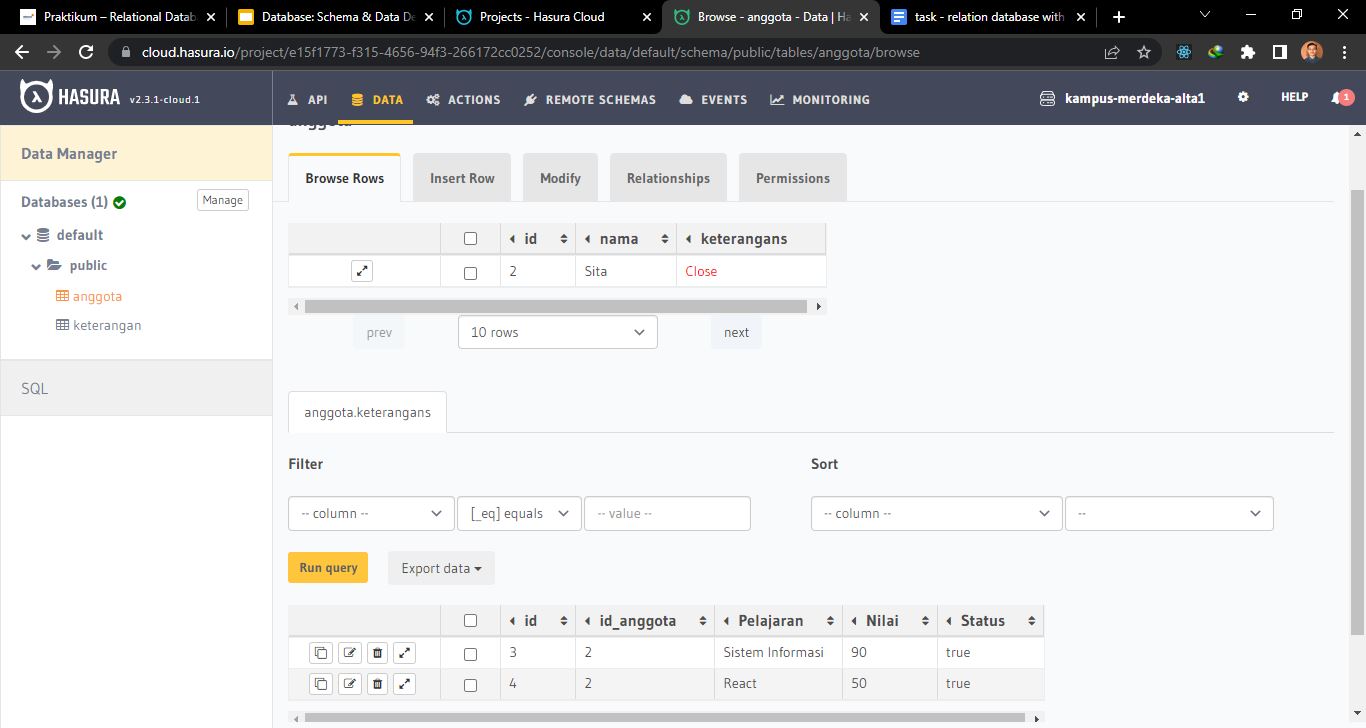 Praktikum – Relational Datab
Database: Schema & Data De
Projects - Hasura Cloud
Browse - anggota - Data | Ha
task - relation database with
cloud.hasura.io/project/e15f1773-f315-4656-94f3-266172cc0252/console/data/default/schema/public/tables/anggota/browse
HASURA v2.3.1-cloud.1
API
DATA
ACTIONS
REMOTE SCHEMAS
EVENTS
MONITORING
kampus-merdeka-alta1
HELP
1
Data Manager
Databases (1)
Manage
default
public
anggota
keterangan
SQL
anggota
Browse Rows
Insert Row
Modify
Relationships
Permissions
id nama keterangans
2 Sita Close
prev
10 rows
next
anggota.keterangans
Filter
Sort
-- column --
[_eq] equals
-- value --
-- column --
--
Run query
Export data
id id_anggota Pelajaran Nilai Status
3 2 Sistem Informasi 90 true
4 2 React 50 true